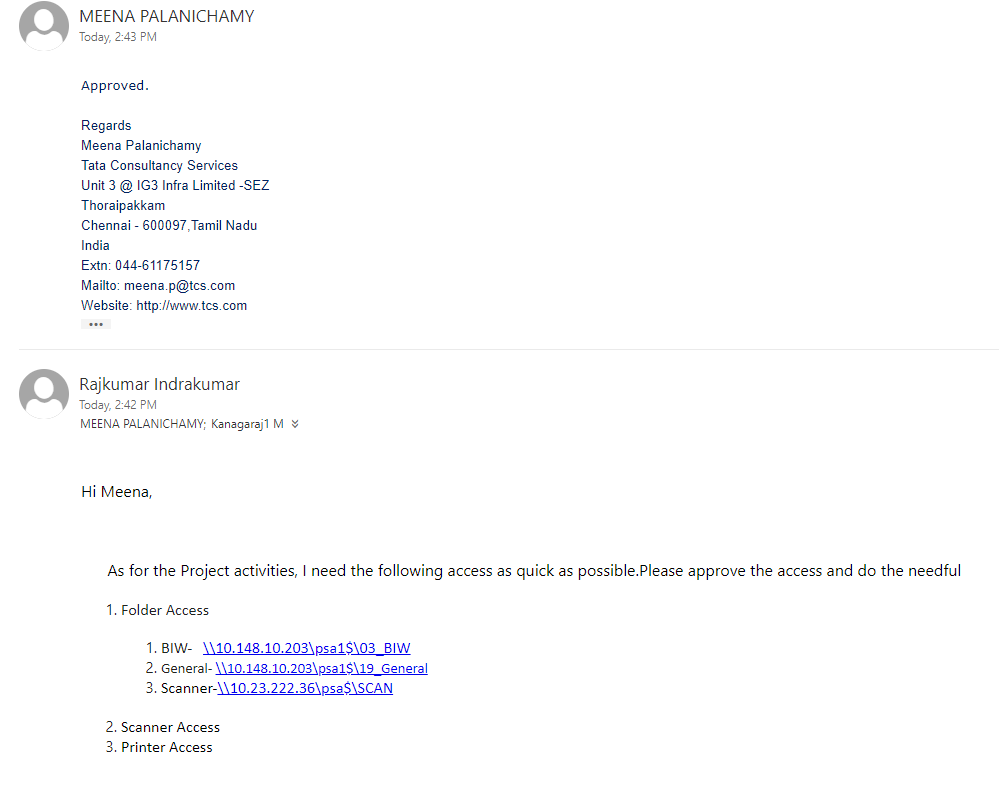 MEENA PALANICHAMY
Today, 2:43 PM
Approved.
Regards
Meena Palanichamy
Tata Consultancy Services
Unit 3 @ IG3 Infra Limited -SEZ
Thoraipakkam
Chennai - 600097,Tamil Nadu
India
Extn: 044-61175157
Mailto: meena.p@tcs.com
Website: http://www.tcs.com
Rajkumar Indrakumar
Today, 2:42 PM
MEENA PALANICHAMY; Kanagaraj1 M
Hi Meena,
As for the Project activities, I need the following access as quick as possible.Please approve the access and do the needful
1. Folder Access
1. BIW- \\10.148.10.203\psa1$\03_BIW
2. General- \\10.148.10.203\psa1$\19_General
3. Scanner-\\10.23.222.36\psa$\SCAN
2. Scanner Access
3. Printer Access